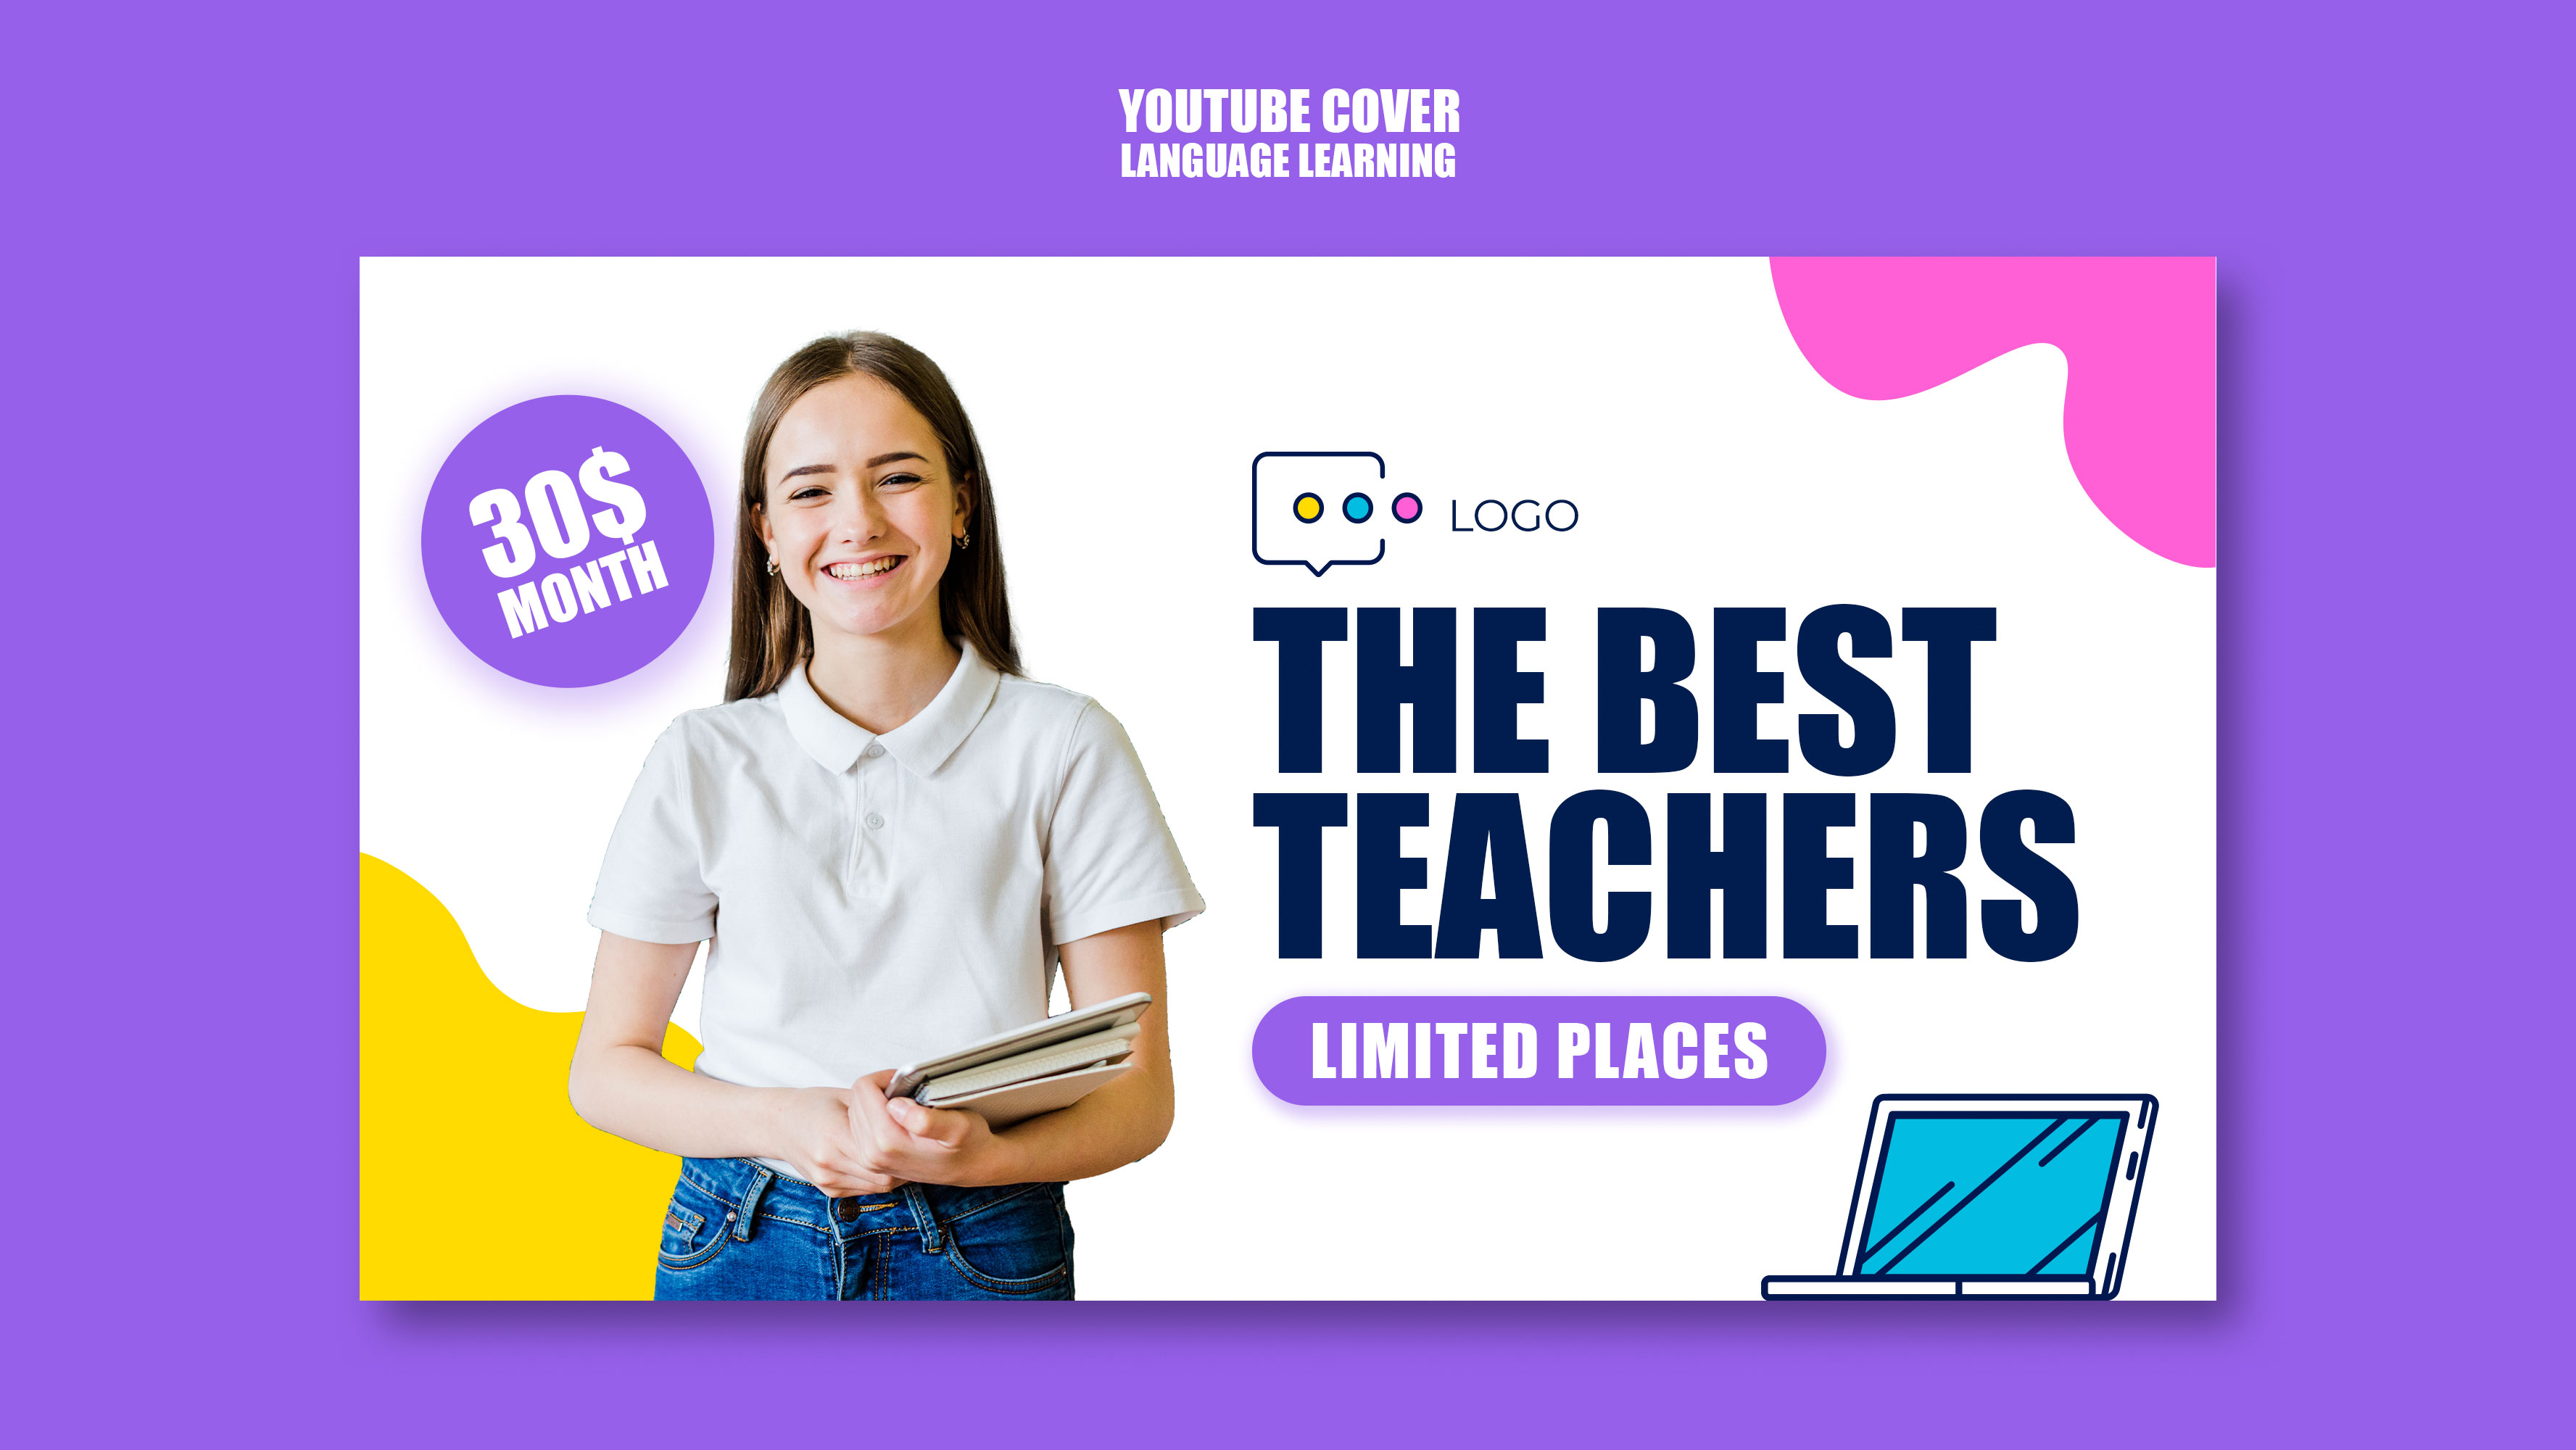 YOUTUBE COVER
LANGUAGE LEARNING
30$
MONTH
LOGO
THE BEST
TEACHERS
LIMITED PLACES